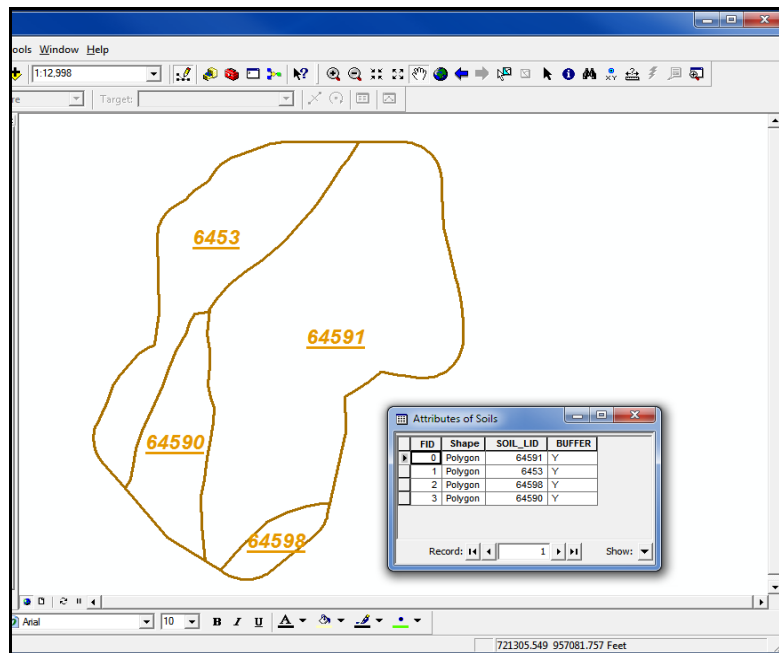 ools Window Help
1:12,998
re Target:
6453
64591
64590
64598
Attributes of Soils
FID Shape SOIL_LID BUFFER
0 Polygon 64591 Y
1 Polygon 6453 Y
2 Polygon 64598 Y
3 Polygon 64590 Y
Record: 1 Show:
Arial 10 B I U A
721305.549 957081.757 Feet